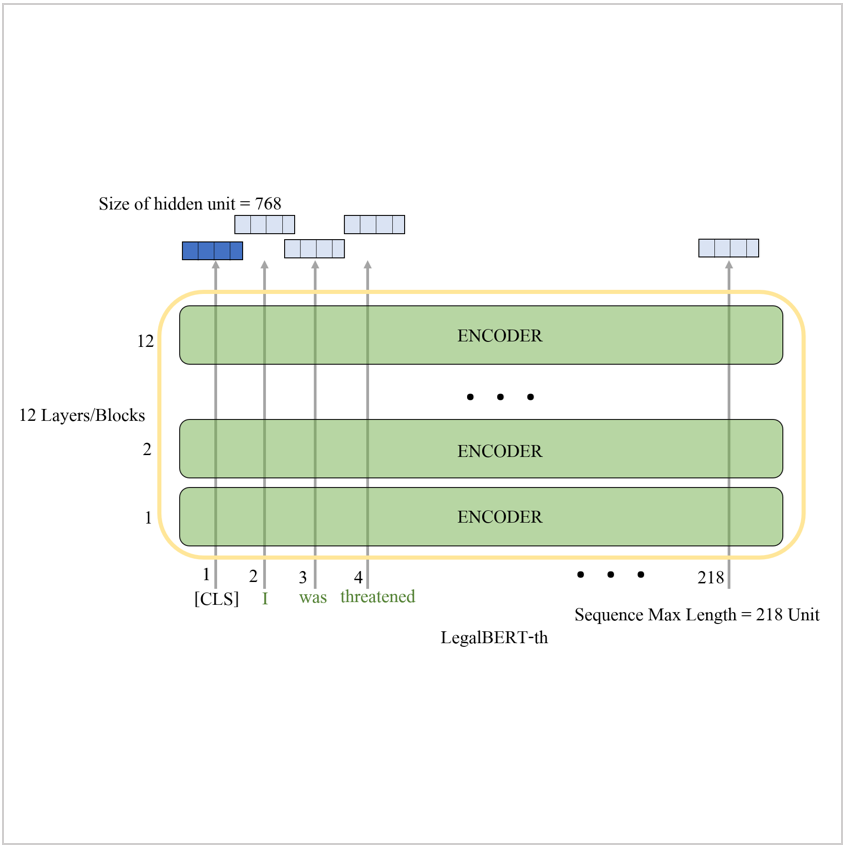 Size of hidden unit = 768
12
ENCODER
12 Layers/Blocks
2
ENCODER
1
ENCODER
1 2 3 4 218
[CLS] I was threatened
Sequence Max Length = 218 Unit
LegalBERT-th